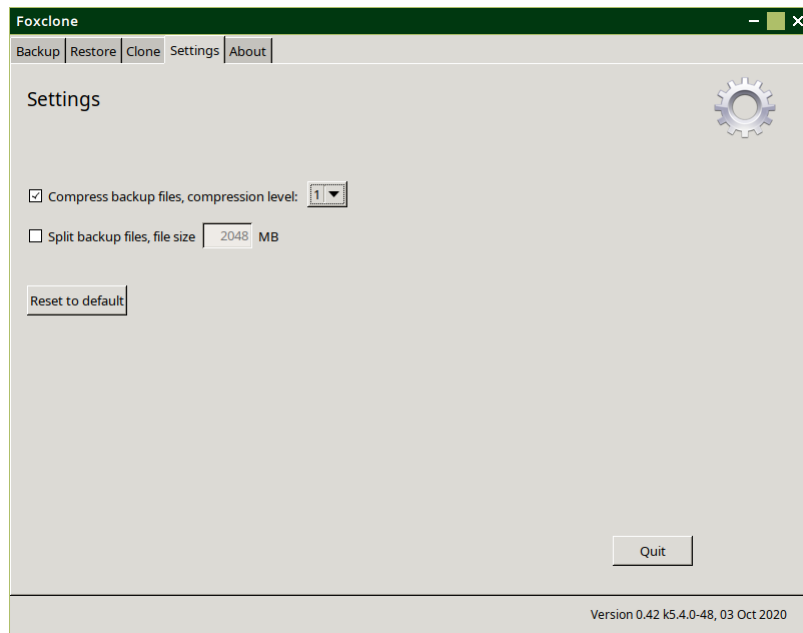 Foxclone
Backup Restore Clone Settings About
Settings
Compress backup files, compression level: 1
Split backup files, file size 2048 MB
Reset to default
Quit
Version 0.42 k5.4.0-48, 03 Oct 2020